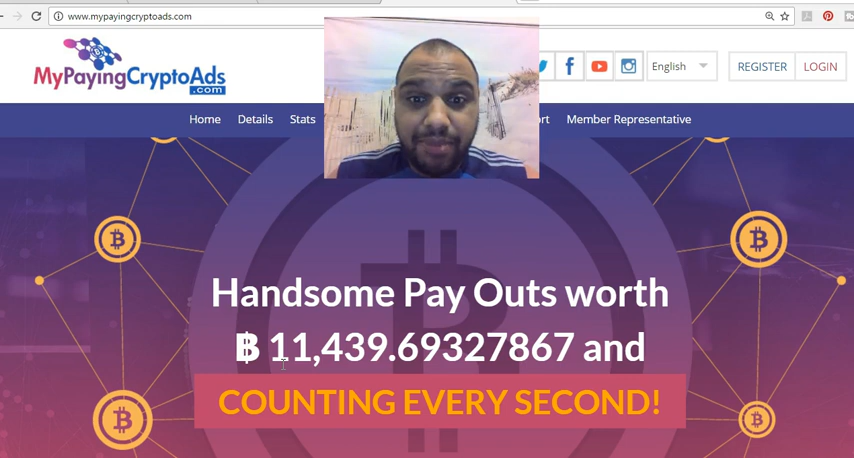 www.mypayingcryptoads.com
MyPayingCryptoAds
.com
English
REGISTER
LOGIN
Home
Details
Stats
Member Representative
Handsome Pay Outs worth
฿ 11,439.69327867 and
COUNTING EVERY SECOND!